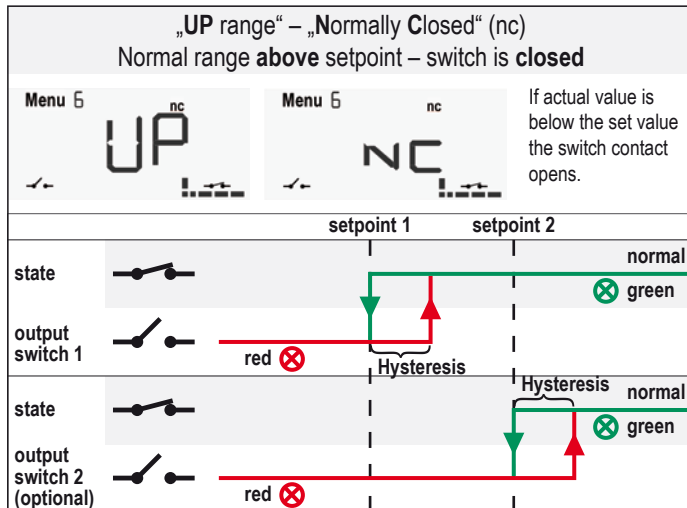 „UP range“ – „Normally Closed“ (nc)
Normal range above setpoint – switch is closed
Menu 6
nc
UP
Menu 6
nc
NC
If actual value is
below the set value
the switch contact
opens.
setpoint 1
setpoint 2
state
normal
green
output
switch 1
red
Hysteresis
state
Hysteresis
normal
green
output
switch 2
(optional)
red